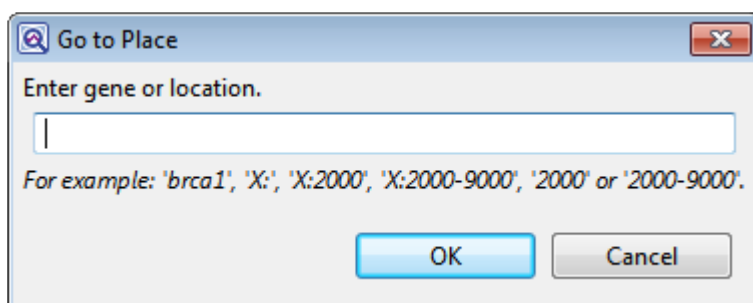 Go to Place
Enter gene or location.
For example: 'brca1', 'X:', 'X:2000', 'X:2000-9000', '2000' or '2000-9000'.
OK Cancel